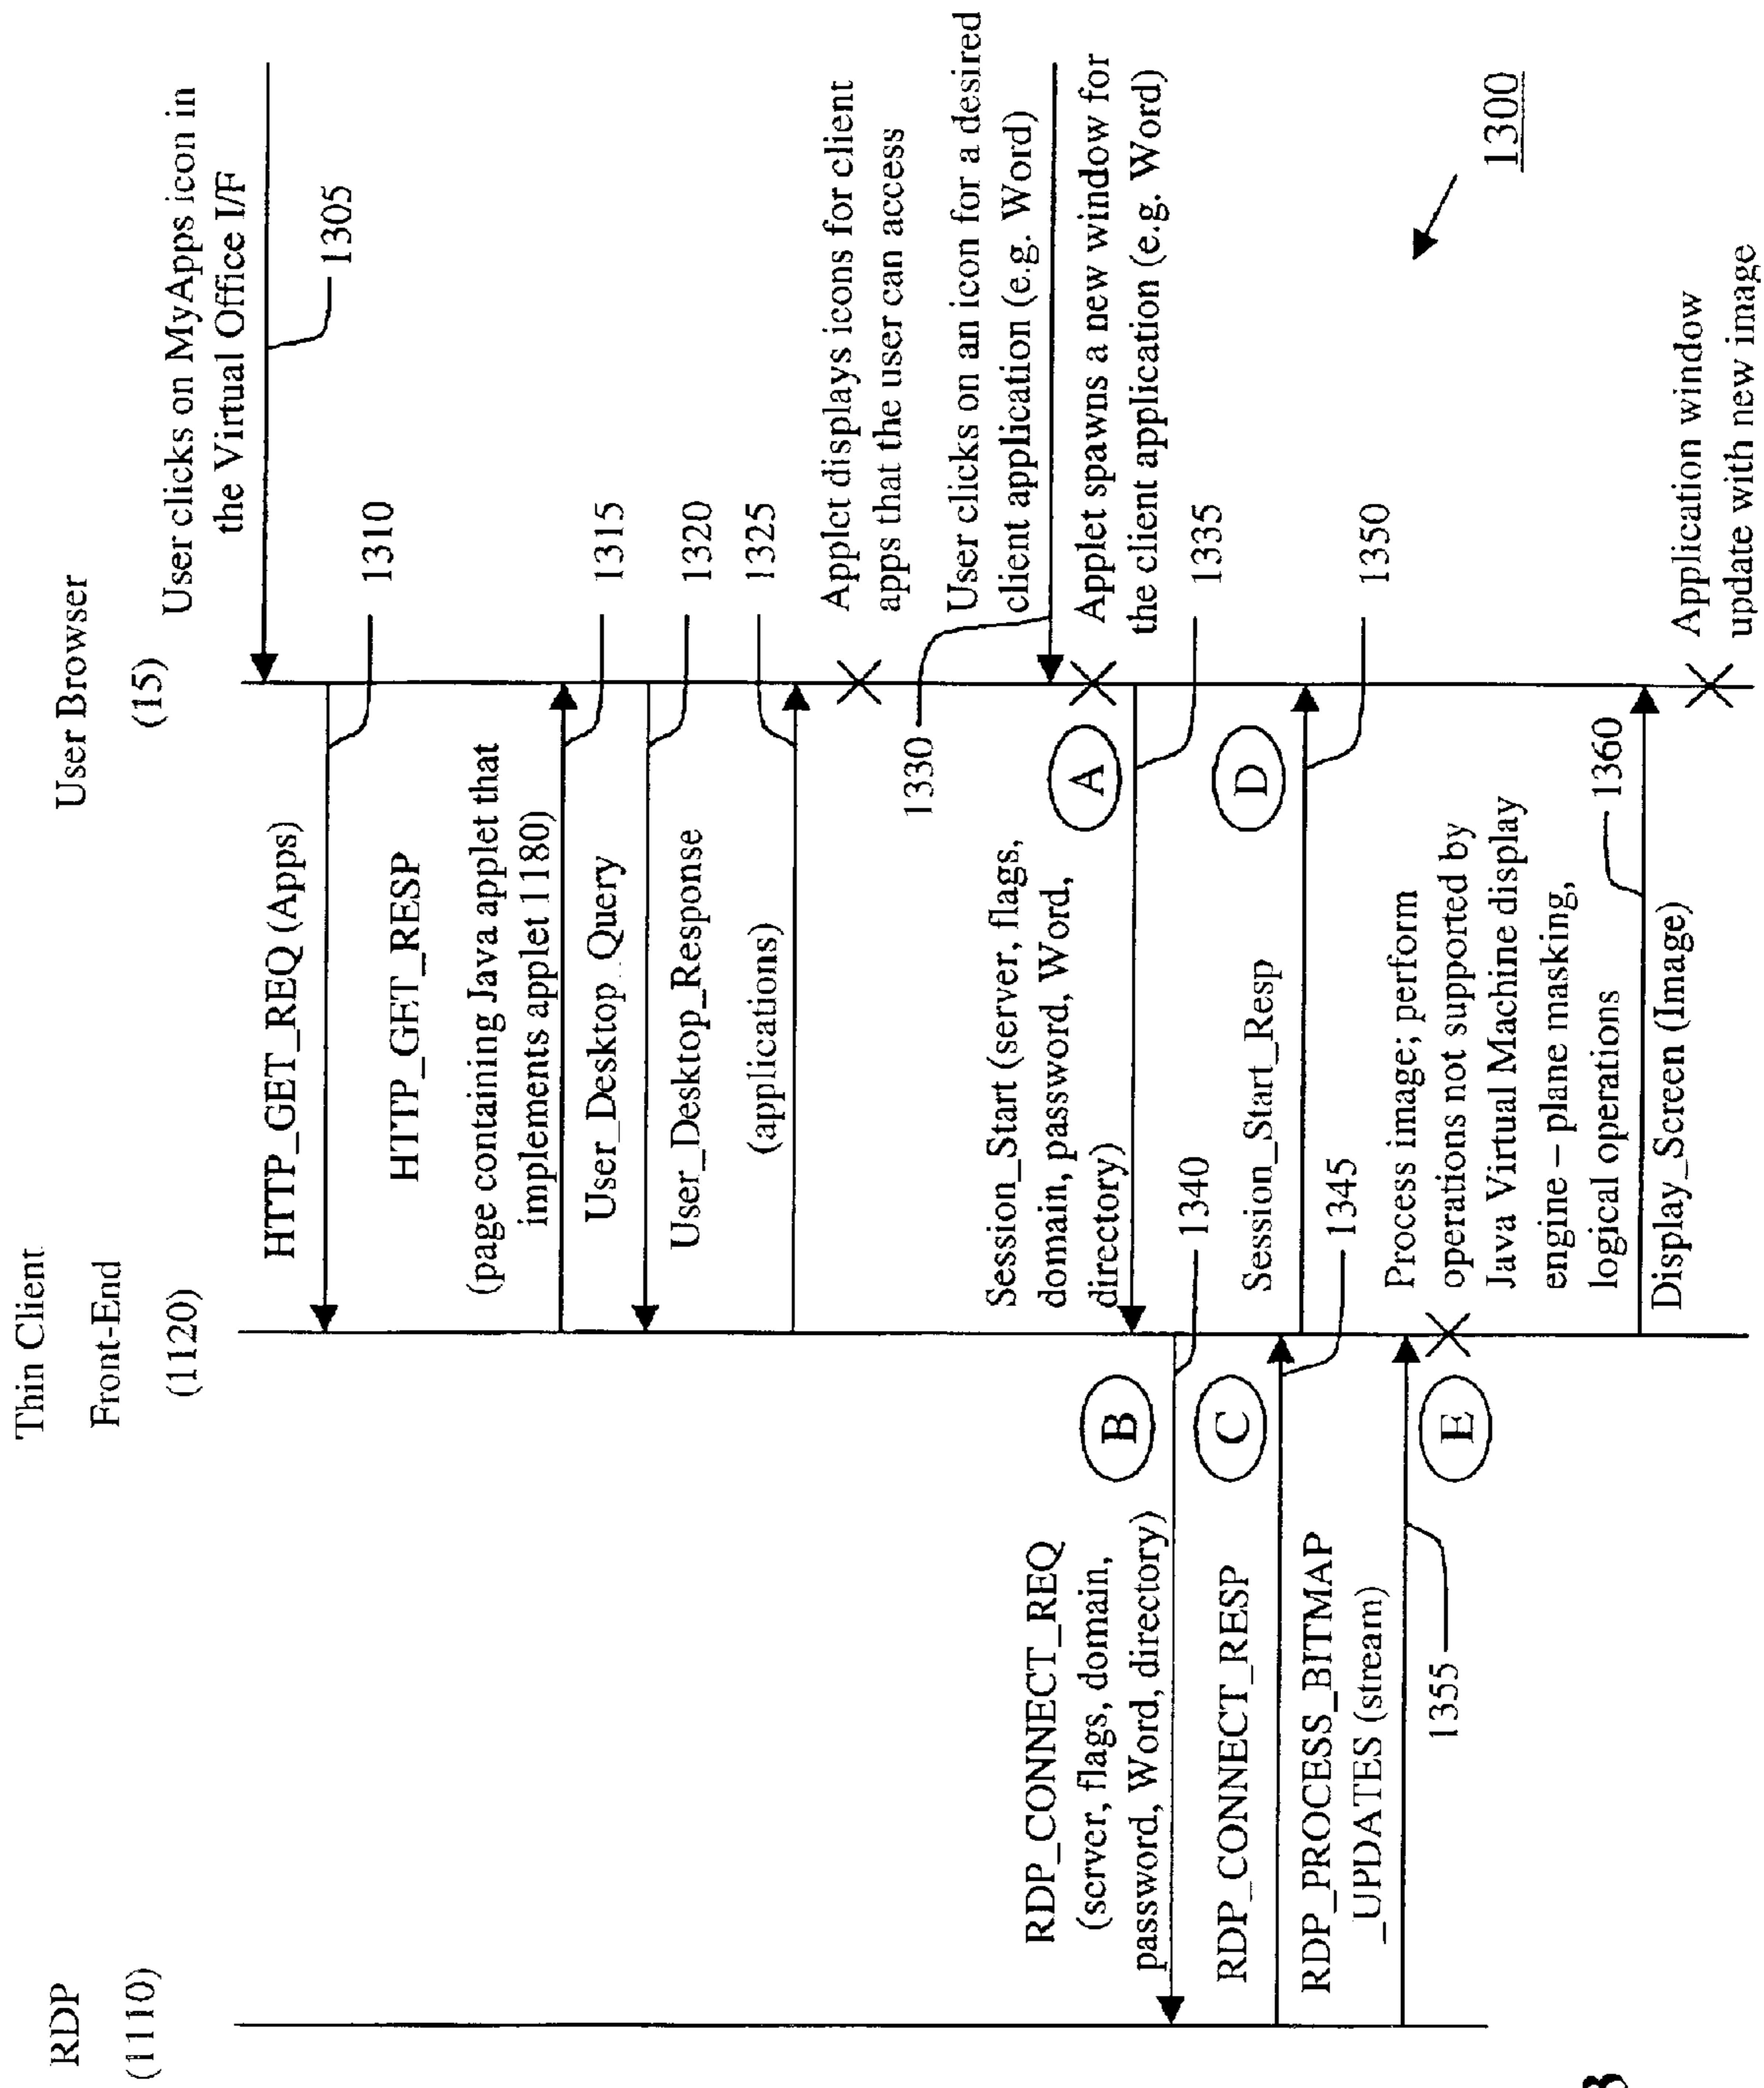 RDP
(1110)
Thin Client
Front-End
(1120)
User Browser
(15)
User clicks on MyApps icon in
the Virtual Office I/F
1305
HTTP_GET_REQ (Apps)
1310
HTTP_GET_RESP
(page containing Java applet that
implements applet 1180)
1315
User_Desktop_Query
1320
User_Desktop_Response
(applications)
1325
Applet displays icons for client
apps that the user can access
User clicks on an icon for a desired
client application (e.g. Word)
1330
Applet spawns a new window for
the client application (e.g. Word)
A
Session_Start (server, flags,
domain, password, Word,
directory)
1335
B
RDP_CONNECT_REQ
(server, flags, domain,
password, Word, directory)
1340
C
RDP_CONNECT_RESP
1345
D
Session_Start_Resp
1350
RDP_PROCESS_BITMAP
_UPDATES (stream)
1355
E
Process image; perform
operations not supported by
Java Virtual Machine display
engine – plane masking,
logical operations
1360
Display_Screen (Image)
Application window
update with new image
1300